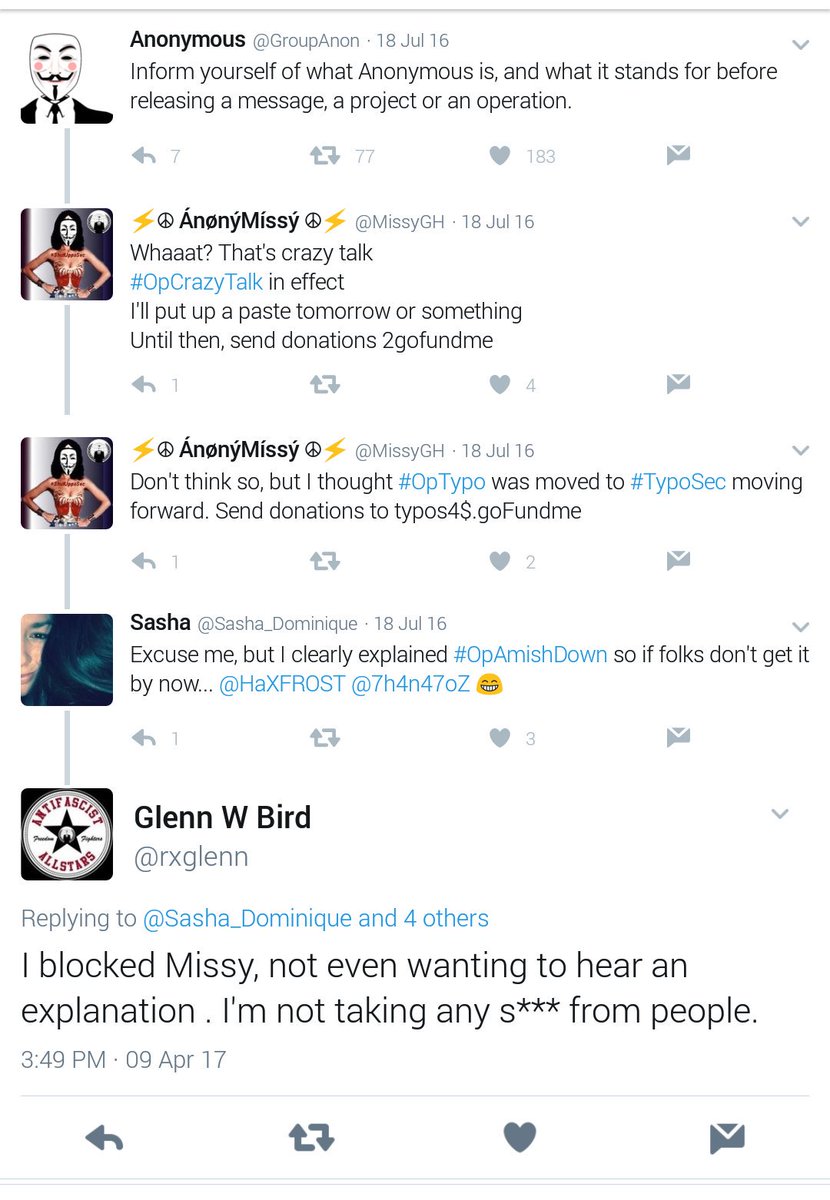 Anonymous @GroupAnon · 18 Jul 16
Inform yourself of what Anonymous is, and what it stands for before
releasing a message, a project or an operation.
7 77 183
⚡☮ ÁnønýMíssý ☮⚡ @MissyGH · 18 Jul 16
Whaaat? That's crazy talk
#OpCrazyTalk in effect
I'll put up a paste tomorrow or something
Until then, send donations 2gofundme
1 4
⚡☮ ÁnønýMíssý ☮⚡ @MissyGH · 18 Jul 16
Don't think so, but I thought #OpTypo was moved to #TypoSec moving
forward. Send donations to typos4$.goFundme
1 2
Sasha @Sasha_Dominique · 18 Jul 16
Excuse me, but I clearly explained #OpAmishDown so if folks don't get it
by now... @HaXFROST @7h4n47oZ 😁
1 3
ANTIFASCIST
Freedom Fighters
ALLSTARS
Glenn W Bird
@rxglenn
Replying to @Sasha_Dominique and 4 others
I blocked Missy, not even wanting to hear an
explanation . I'm not taking any s*** from people.
3:49 PM · 09 Apr 17